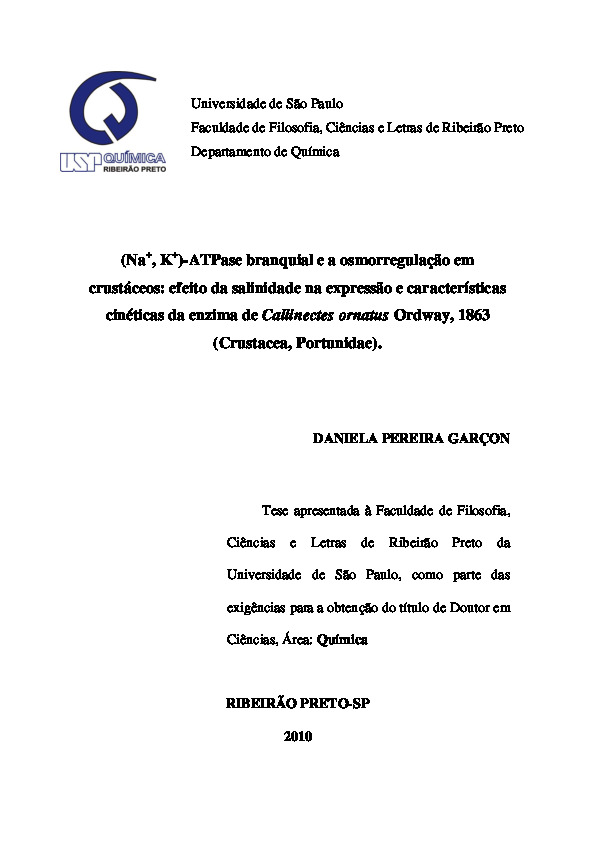 Universidade de São Paulo
Faculdade de Filosofia, Ciências e Letras de Ribeirão Preto
Departamento de Química
USP QUÍMICA
RIBEIRÃO PRETO
(Na⁺, K⁺)-ATPase branquial e a osmorregulação em
crustáceos: efeito da salinidade na expressão e características
cinéticas da enzima de Callinectes ornatus Ordway, 1863
(Crustacea, Portunidae).
DANIELA PEREIRA GARÇON
Tese apresentada à Faculdade de Filosofia,
Ciências e Letras de Ribeirão Preto da
Universidade de São Paulo, como parte das
exigências para a obtenção do título de Doutor em
Ciências, Área: Química
RIBEIRÃO PRETO-SP
2010